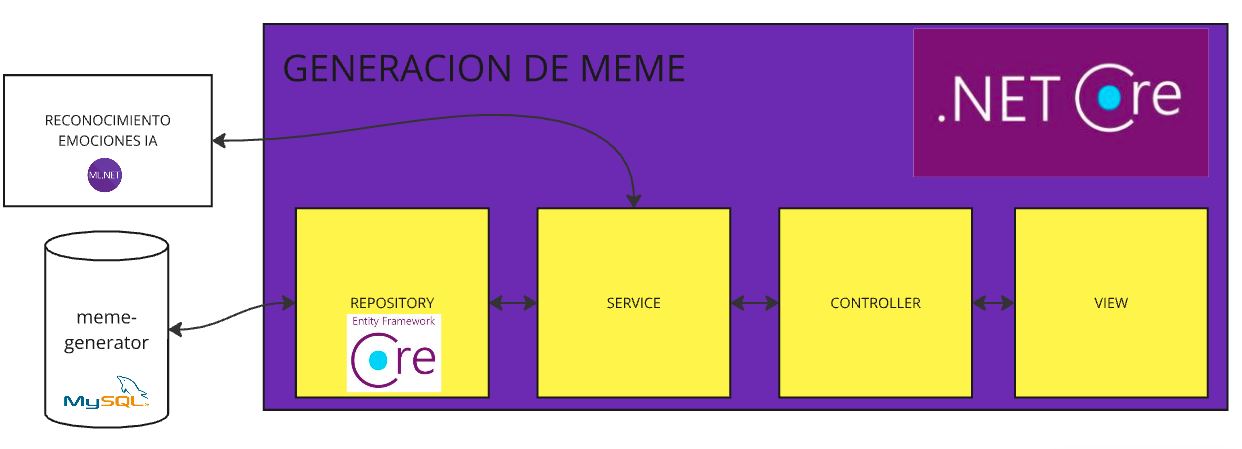 GENERACION DE MEME
.NET Core
RECONOCIMIENTO
EMOCIONES IA
ML.NET
meme-
generator
MySQL
REPOSITORY
Entity Framework
Core
SERVICE
CONTROLLER
VIEW